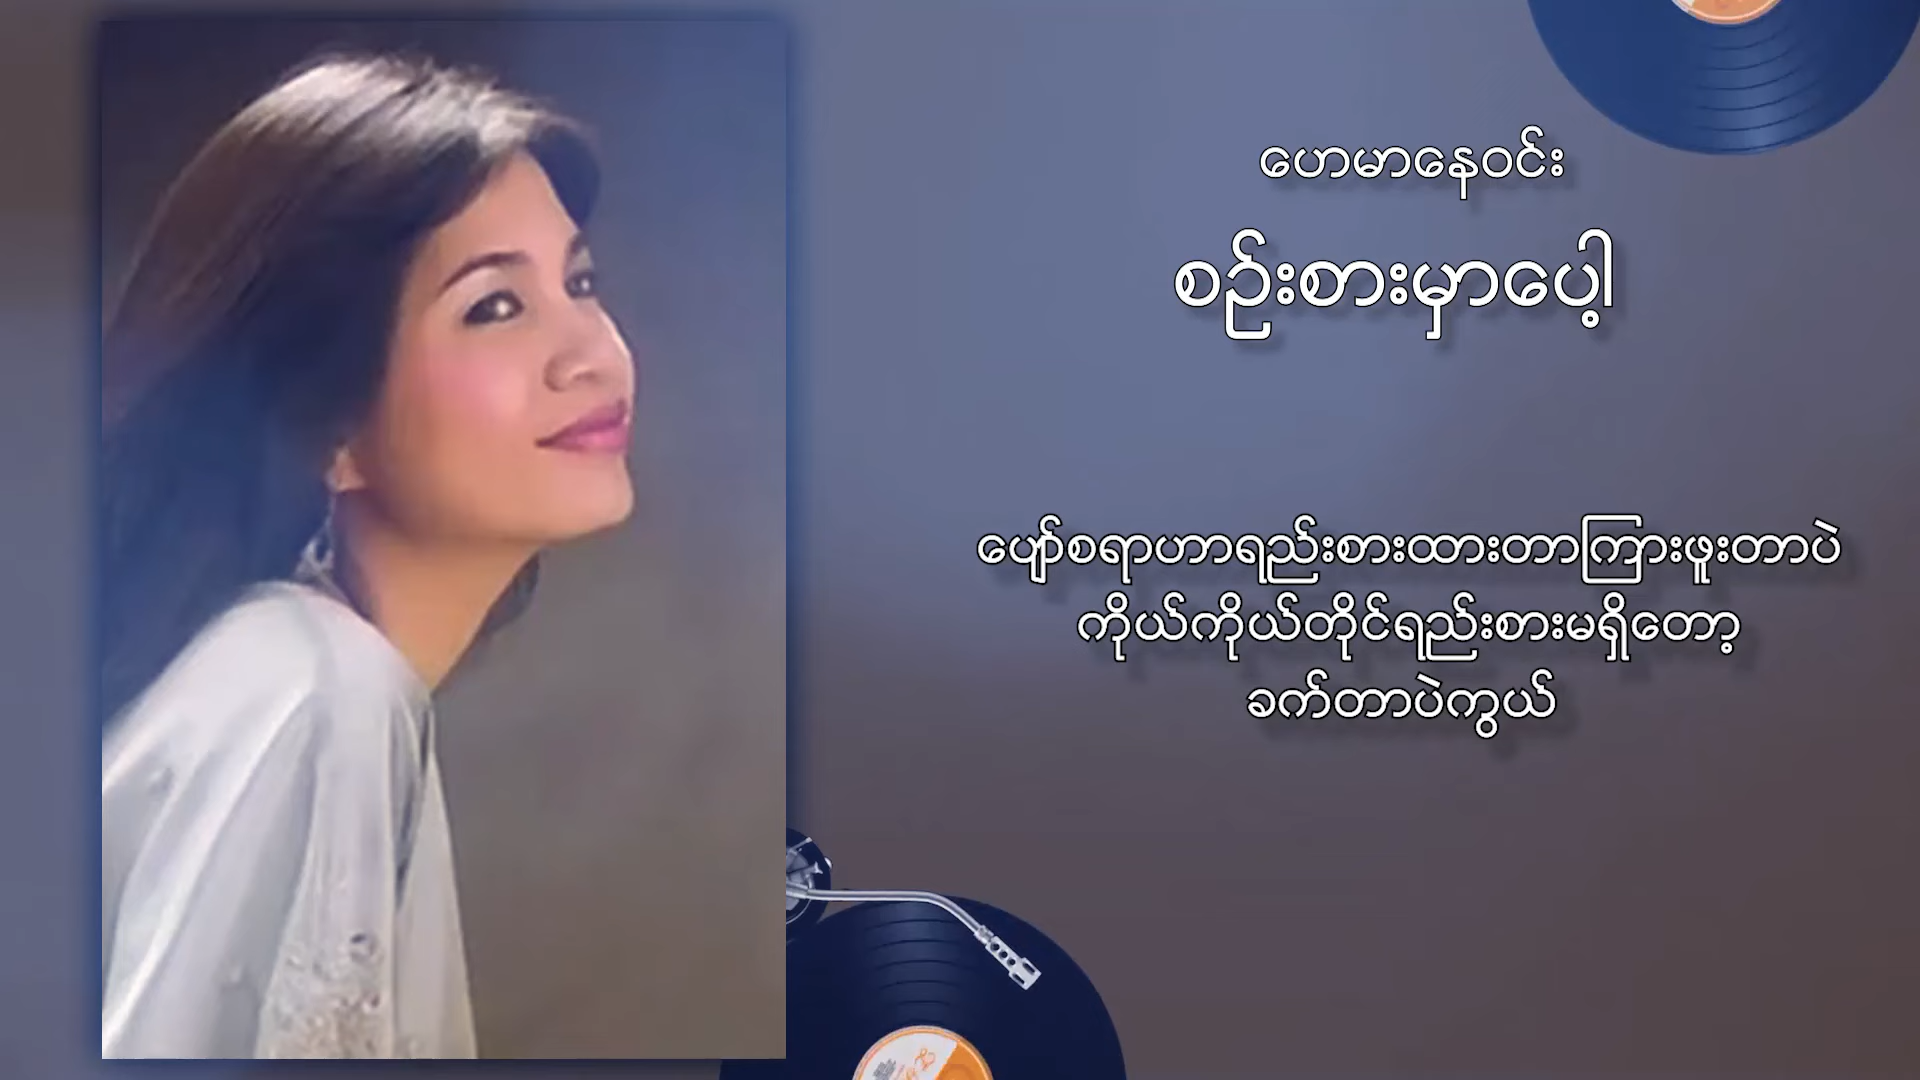 ဟေမာနေဝင်း
စဉ်းစားမှာပေါ့
ပျော်စရာဟာရည်းစားထားတာကြားဖူးတာပဲ
ကိုယ်ကိုယ်တိုင်ရည်းစားမရှိတော့
ခက်တာပဲကွယ်